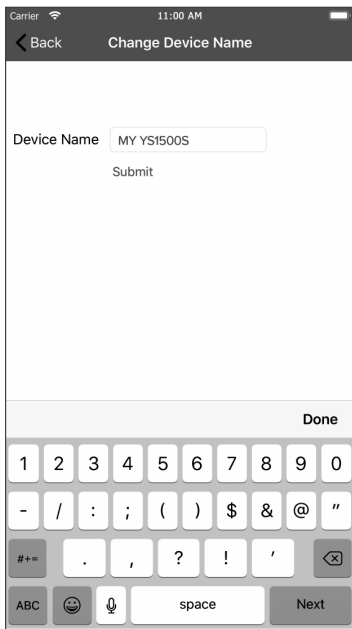 Carrier 11:00 AM
Back Change Device Name
Device Name MY YS1500S
Submit
Done
1 2 3 4 5 6 7 8 9 0
- / : ; ( ) $ & @ "
#+= . , ? ! '
ABC space Next